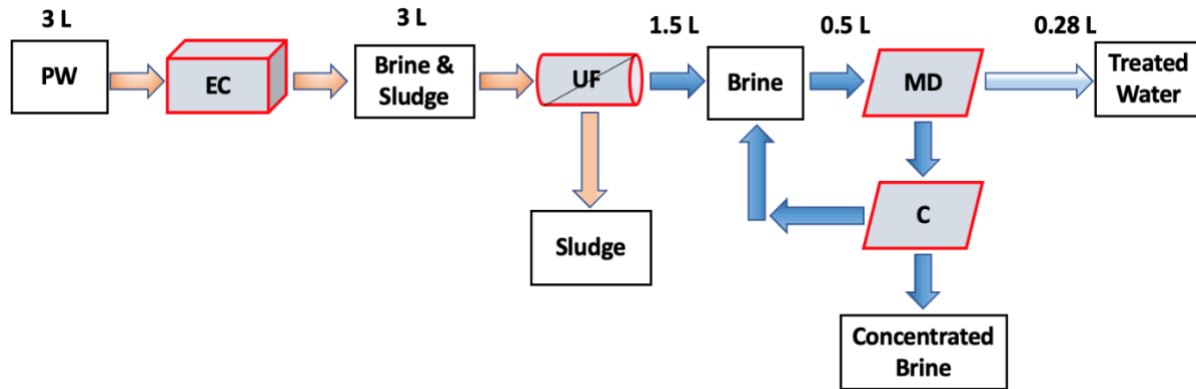 3 L
3 L
1.5 L
0.5 L
0.28 L
PW
EC
Brine &
Sludge
UF
Brine
MD
Treated
Water
Sludge
C
Concentrated
Brine